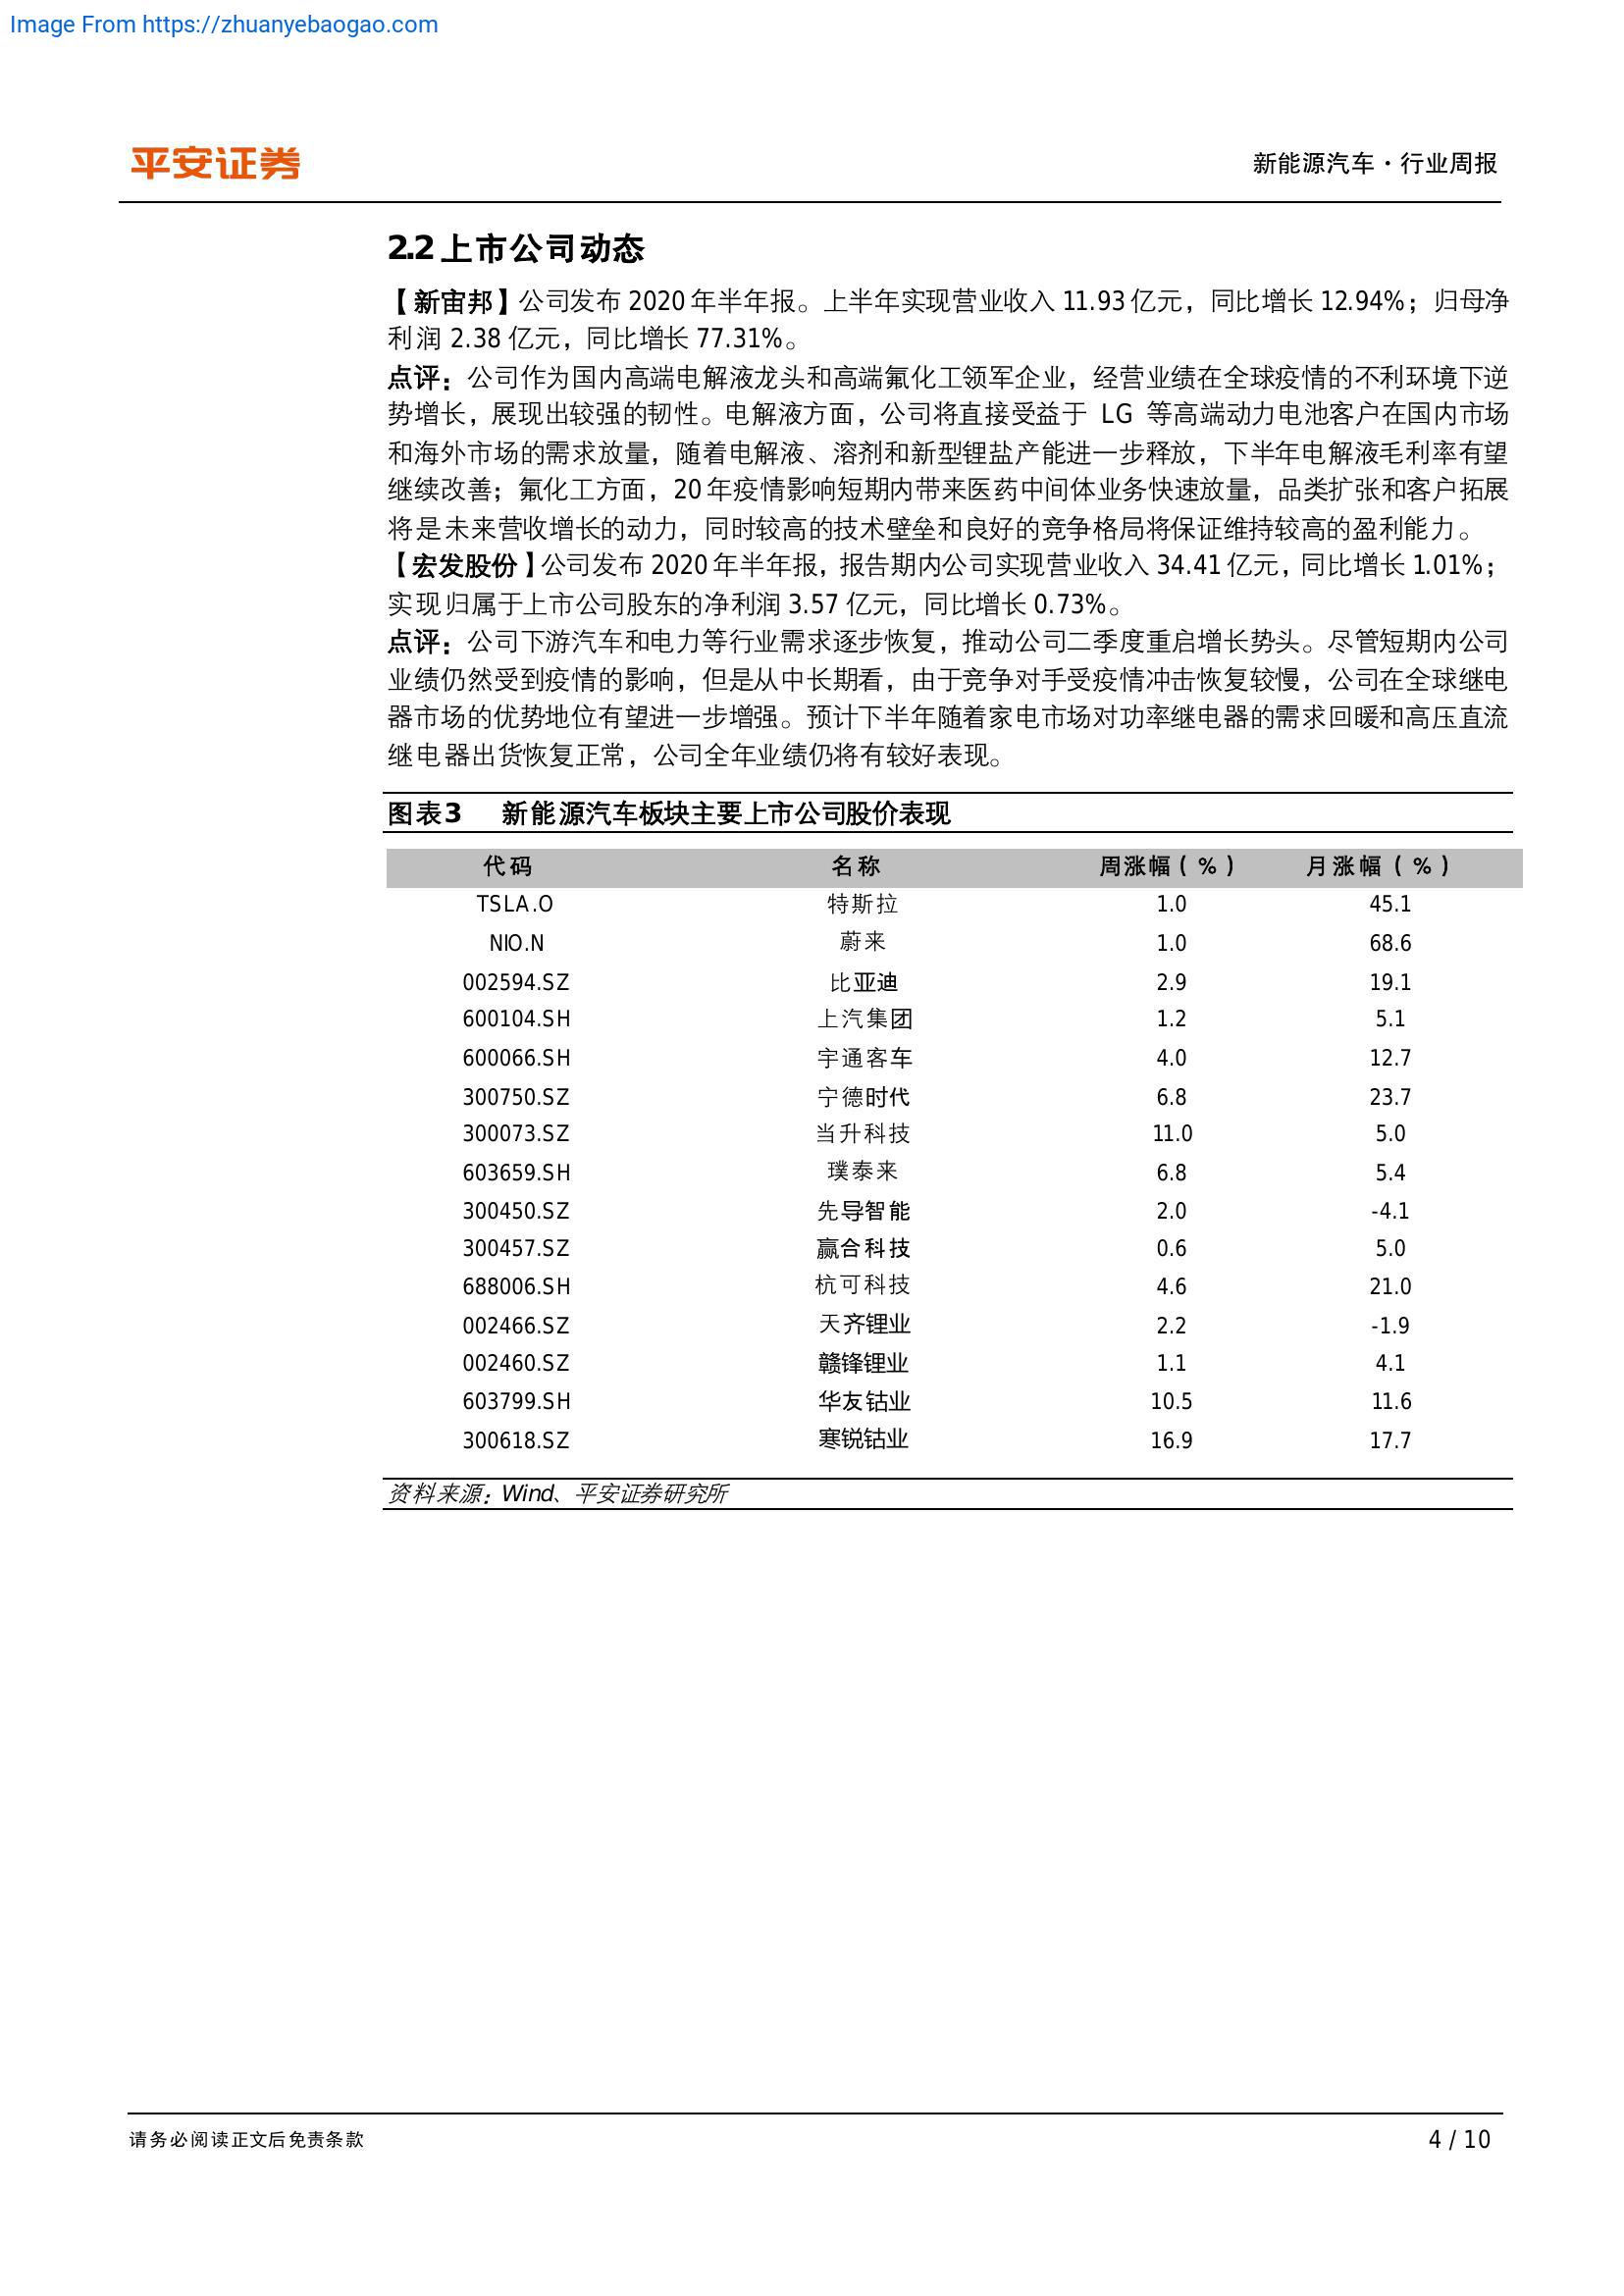 Image From https://zhuanyebaogao.com
平安证券
新能源汽车·行业周报
2.2 上市公司动态
【新宙邦】公司发布 2020 年半年报。上半年实现营业收入 11.93 亿元，同比增长 12.94%；归母净
利润 2.38 亿元，同比增长 77.31%。
点评：公司作为国内高端电解液龙头和高端氟化工领军企业，经营业绩在全球疫情的不利环境下逆
势增长，展现出较强的韧性。电解液方面，公司将直接受益于 LG 等高端动力电池客户在国内市场
和海外市场的需求放量，随着电解液、溶剂和新型锂盐产能进一步释放，下半年电解液毛利率有望
继续改善；氟化工方面，20 年疫情影响短期内带来医药中间体业务快速放量，品类扩张和客户拓展
将是未来营收增长的动力，同时较高的技术壁垒和良好的竞争格局将保证维持较高的盈利能力。
【宏发股份】公司发布 2020 年半年报，报告期内公司实现营业收入 34.41 亿元，同比增长 1.01%；
实现归属于上市公司股东的净利润 3.57 亿元，同比增长 0.73%。
点评：公司下游汽车和电力等行业需求逐步恢复，推动公司二季度重启增长势头。尽管短期内公司
业绩仍然受到疫情的影响，但是从中长期看，由于竞争对手受疫情冲击恢复较慢，公司在全球继电
器市场的优势地位有望进一步增强。预计下半年随着家电市场对功率继电器的需求回暖和高压直流
继电器出货恢复正常，公司全年业绩仍将有较好表现。
图表3 新能源汽车板块主要上市公司股价表现
代码 名称 周涨幅（%） 月涨幅（%）
TSLA.O 特斯拉 1.0 45.1
NIO.N 蔚来 1.0 68.6
002594.SZ 比亚迪 2.9 19.1
600104.SH 上汽集团 1.2 5.1
600066.SH 宇通客车 4.0 12.7
300750.SZ 宁德时代 6.8 23.7
300073.SZ 当升科技 11.0 5.0
603659.SH 璞泰来 6.8 5.4
300450.SZ 先导智能 2.0 -4.1
300457.SZ 赢合科技 0.6 5.0
688006.SH 杭可科技 4.6 21.0
002466.SZ 天齐锂业 2.2 -1.9
002460.SZ 赣锋锂业 1.1 4.1
603799.SH 华友钴业 10.5 11.6
300618.SZ 寒锐钴业 16.9 17.7
资料来源：Wind、平安证券研究所
请务必阅读正文后免责条款
4 / 10